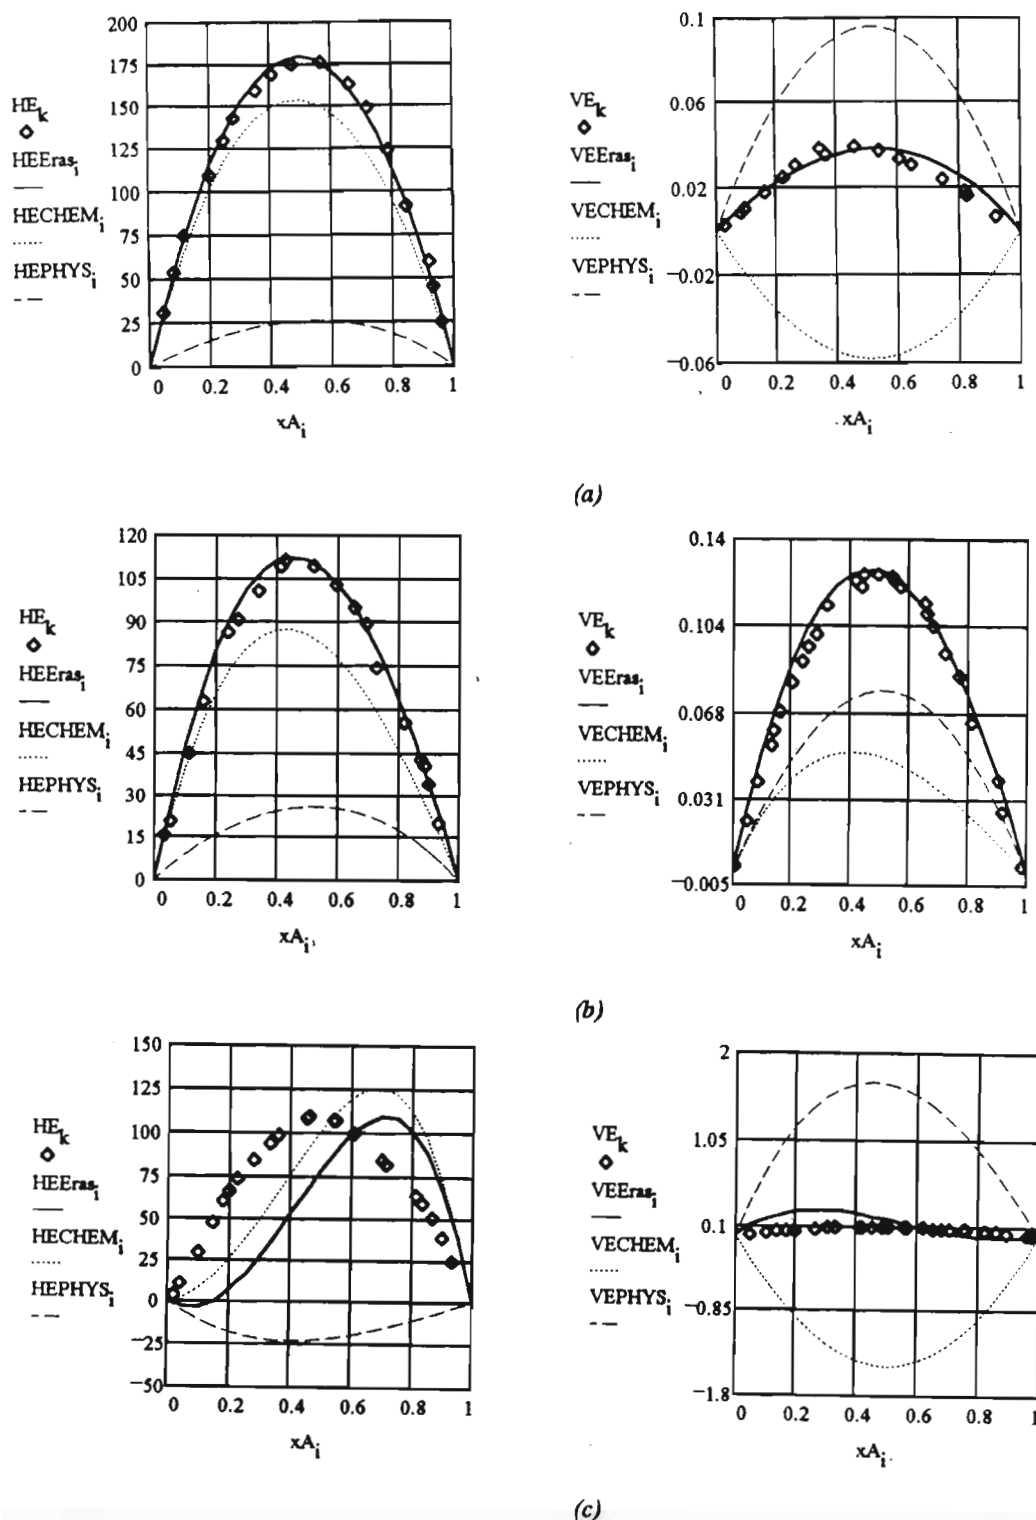 200
175
150
125
100
75
50
25
0
HE_k
HEEras_i
HECHEM_i
HEPHYS_i
0 0.2 0.4 0.6 0.8 1
xA_i
0.1
0.06
0.02
−0.02
−0.06
VE_k
VEEras_i
VECHEM_i
VEPHYS_i
0 0.2 0.4 0.6 0.8 1
xA_i
(a)
120
105
90
75
60
45
30
15
0
HE_k
HEEras_i
HECHEM_i
HEPHYS_i
0 0.2 0.4 0.6 0.8 1
xA_i
0.14
0.104
0.068
0.031
−0.005
VE_k
VEEras_i
VECHEM_i
VEPHYS_i
0 0.2 0.4 0.6 0.8 1
xA_i
(b)
150
125
100
75
50
25
0
−25
−50
HE_k
HEEras_i
HECHEM_i
HEPHYS_i
0 0.2 0.4 0.6 0.8 1
xA_i
2
1.05
0.1
−0.85
−1.8
VE_k
VEEras_i
VECHEM_i
VEPHYS_i
0 0.2 0.4 0.6 0.8 1
xA_i
(c)